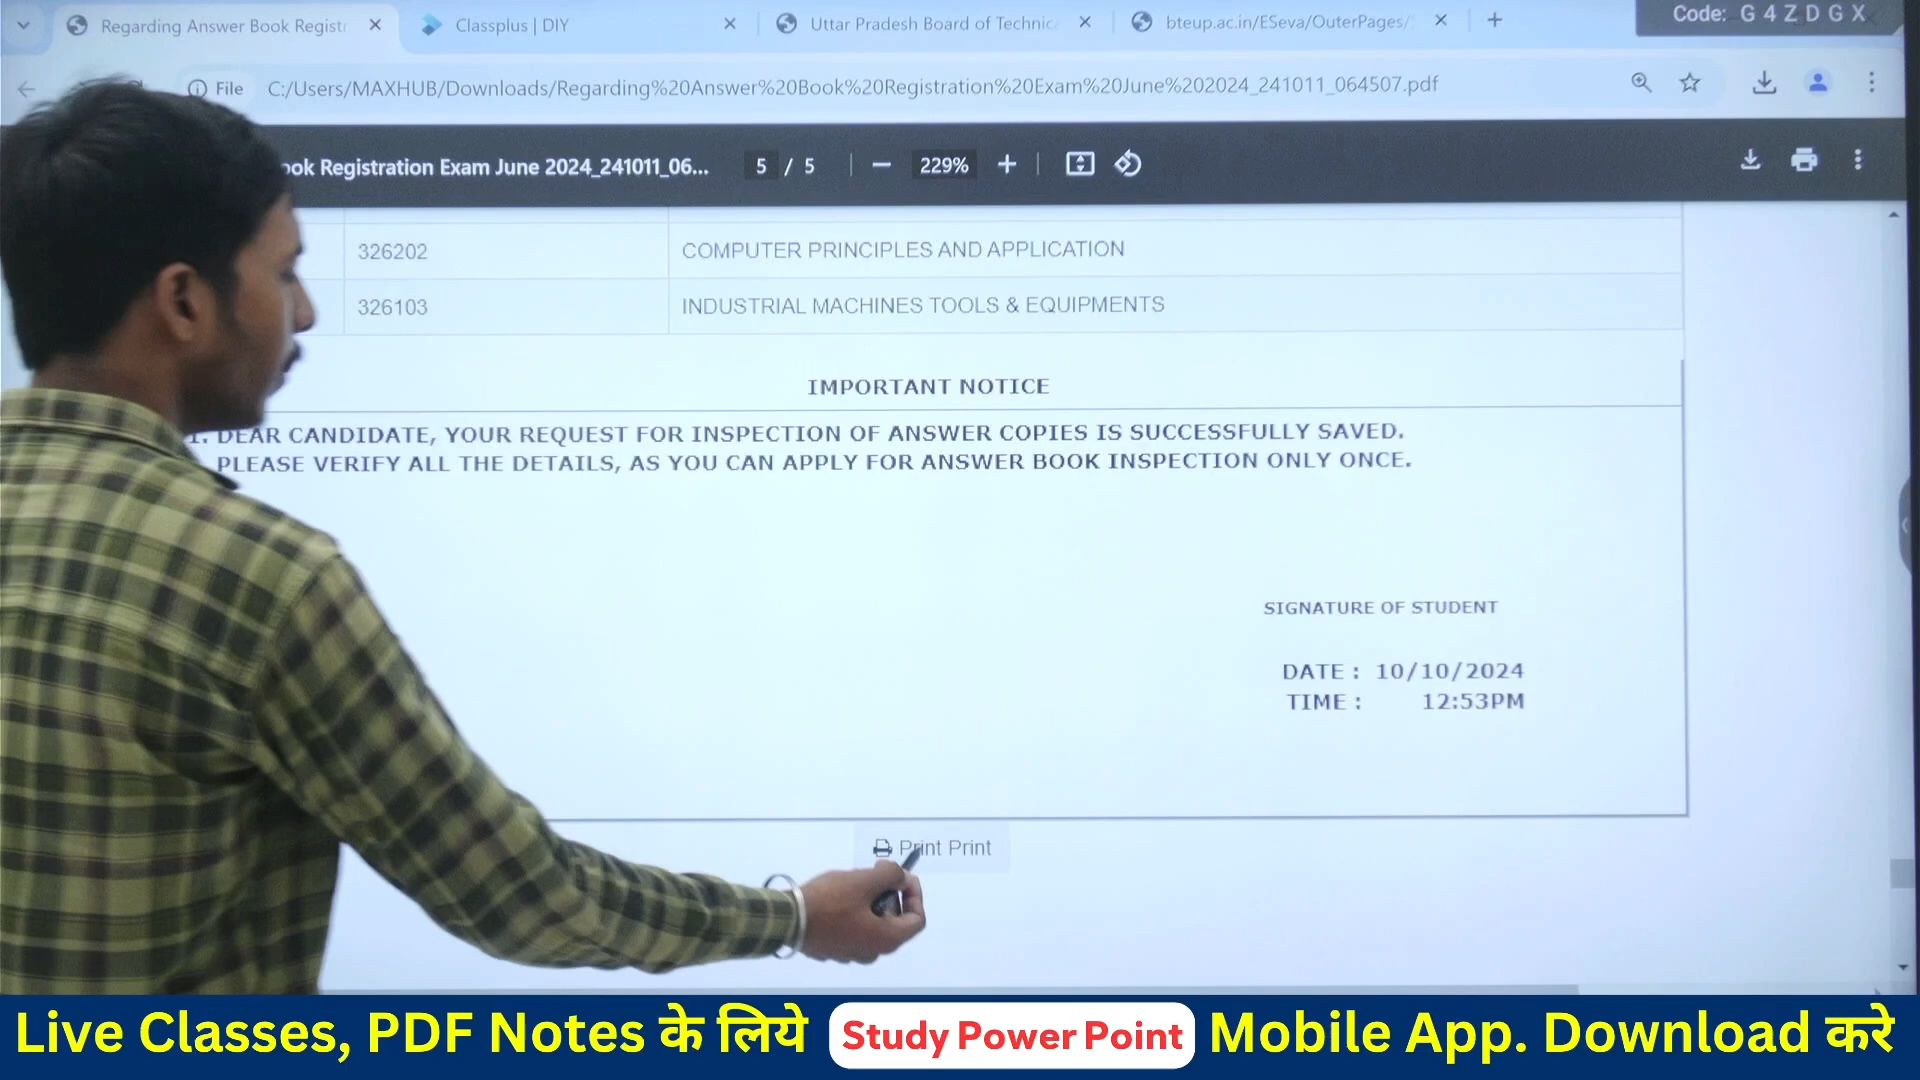 Regarding Answer Book Registr
Classplus | DIY
Uttar Pradesh Board of Technic
bteup.ac.in/ESeva/OuterPages/
Code: G 4 Z D G X
File
C:/Users/MAXHUB/Downloads/Regarding%20Answer%20Book%20Registration%20Exam%20June%202024_241011_064507.pdf
ook Registration Exam June 2024_241011_06...
5 / 5
229%
326202 COMPUTER PRINCIPLES AND APPLICATION
326103 INDUSTRIAL MACHINES TOOLS & EQUIPMENTS
IMPORTANT NOTICE
1. DEAR CANDIDATE, YOUR REQUEST FOR INSPECTION OF ANSWER COPIES IS SUCCESSFULLY SAVED.
PLEASE VERIFY ALL THE DETAILS, AS YOU CAN APPLY FOR ANSWER BOOK INSPECTION ONLY ONCE.
SIGNATURE OF STUDENT
DATE : 10/10/2024
TIME : 12:53PM
Print Print
Live Classes, PDF Notes के लिये Study Power Point Mobile App. Download करे